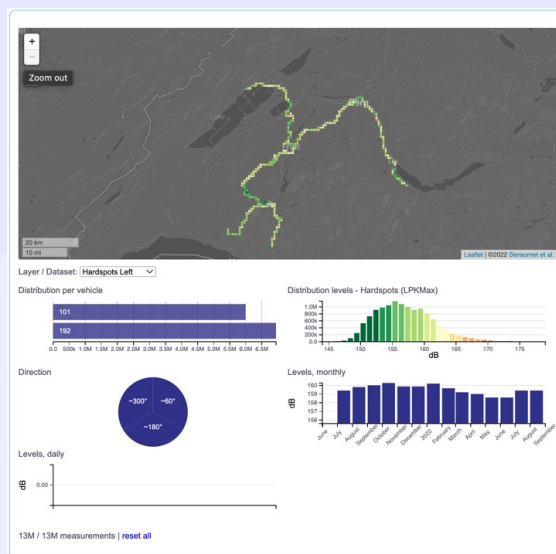 +
−
Zoom out
20 km
10 mi
Leaflet | ©2022 Sensornet et al.
Layer / Dataset: Hardspots Left
Distribution per vehicle
101
192
0.0 500k 1.0M 1.5M 2.0M 2.5M 3.0M 3.5M 4.0M 4.5M 5.0M 5.5M 6.0M 6.5M
Distribution levels - Hardspots (LPKMax)
1.0M
800k
600k
400k
200k
0.0
145 150 155 160 165 170 175
dB
Direction
~300° ~60°
~180°
Levels, monthly
dB
160
159
158
157
156
June July August September October November December 2022 February March April May June July August September
Levels, daily
dB
0.00
13M / 13M measurements | reset all